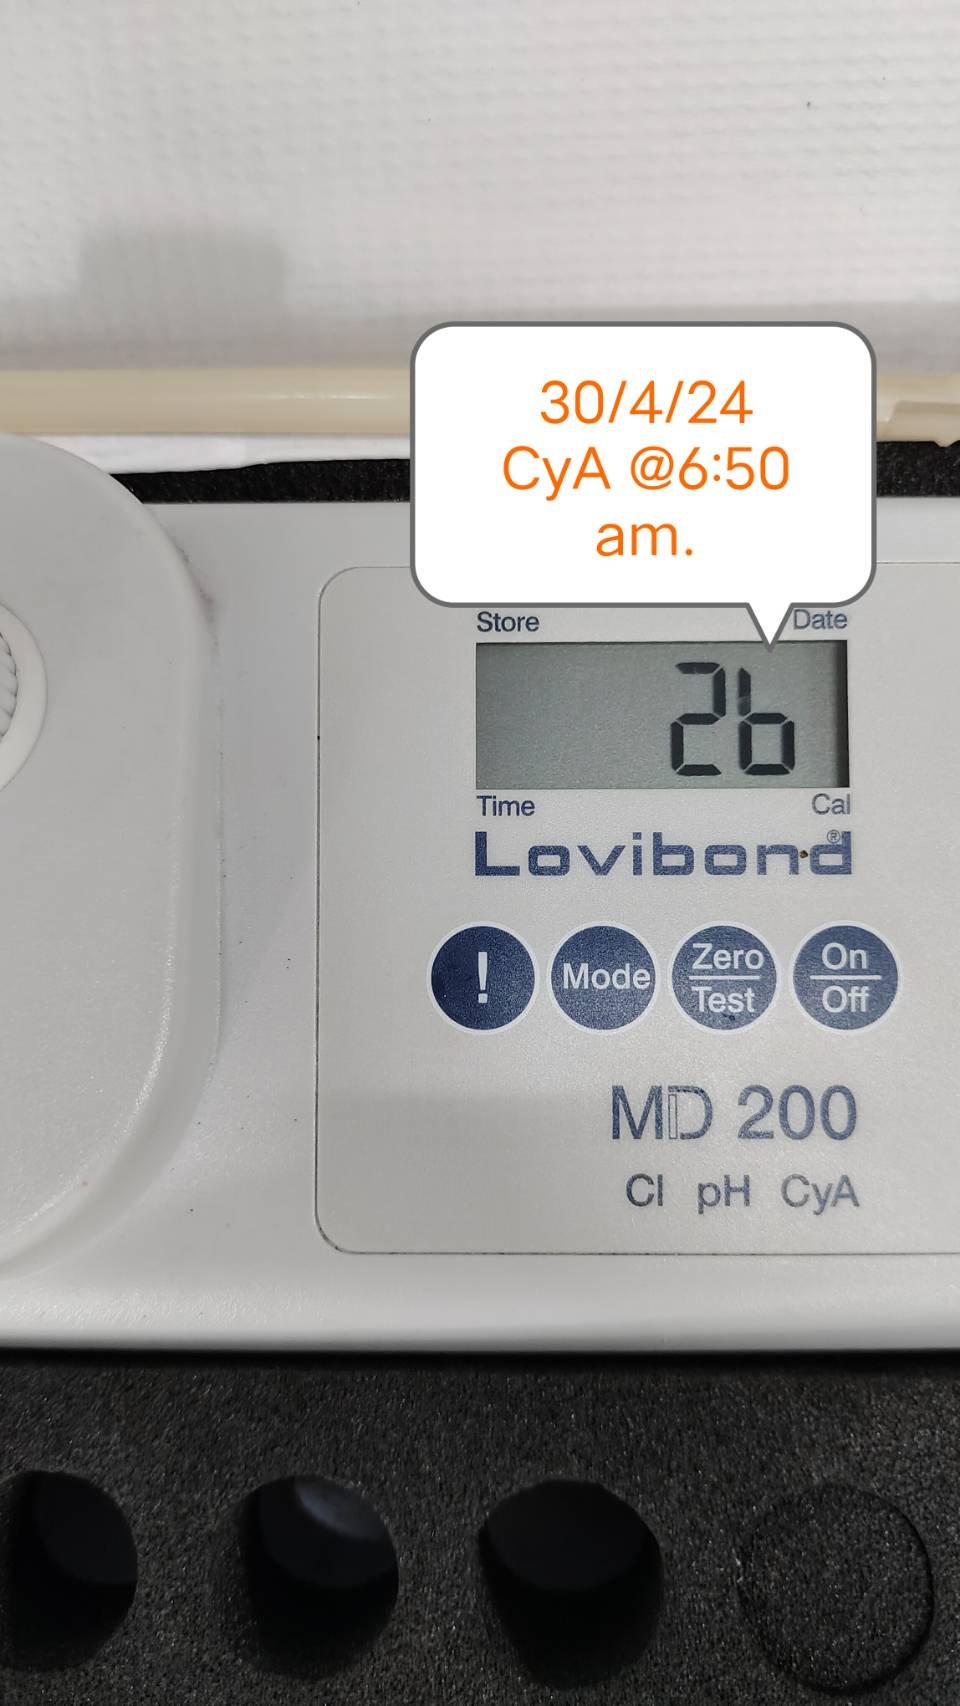 30/4/24
CyA @6:50
am.
Store Date
26
Time Cal
Lovibond®
! Mode Zero Test On Off
MD 200
Cl pH CyA